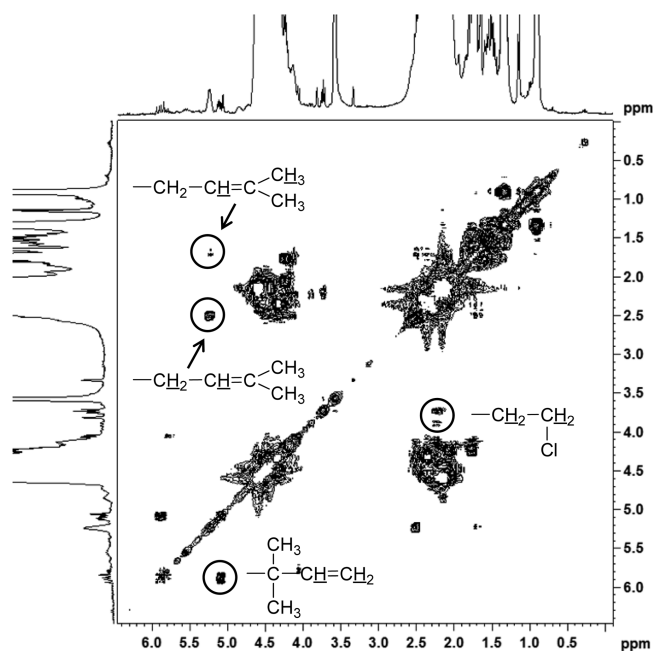 ppm
0.5
1.0
1.5
2.0
2.5
3.0
3.5
4.0
4.5
5.0
5.5
6.0
—CH₂—CH=C
CH₃
CH₃
—CH₂—CH=C
CH₃
CH₃
—CH₂—CH₂
Cl
CH₃
—C—CH=CH₂
CH₃
6.0 5.5 5.0 4.5 4.0 3.5 3.0 2.5 2.0 1.5 1.0 0.5 ppm